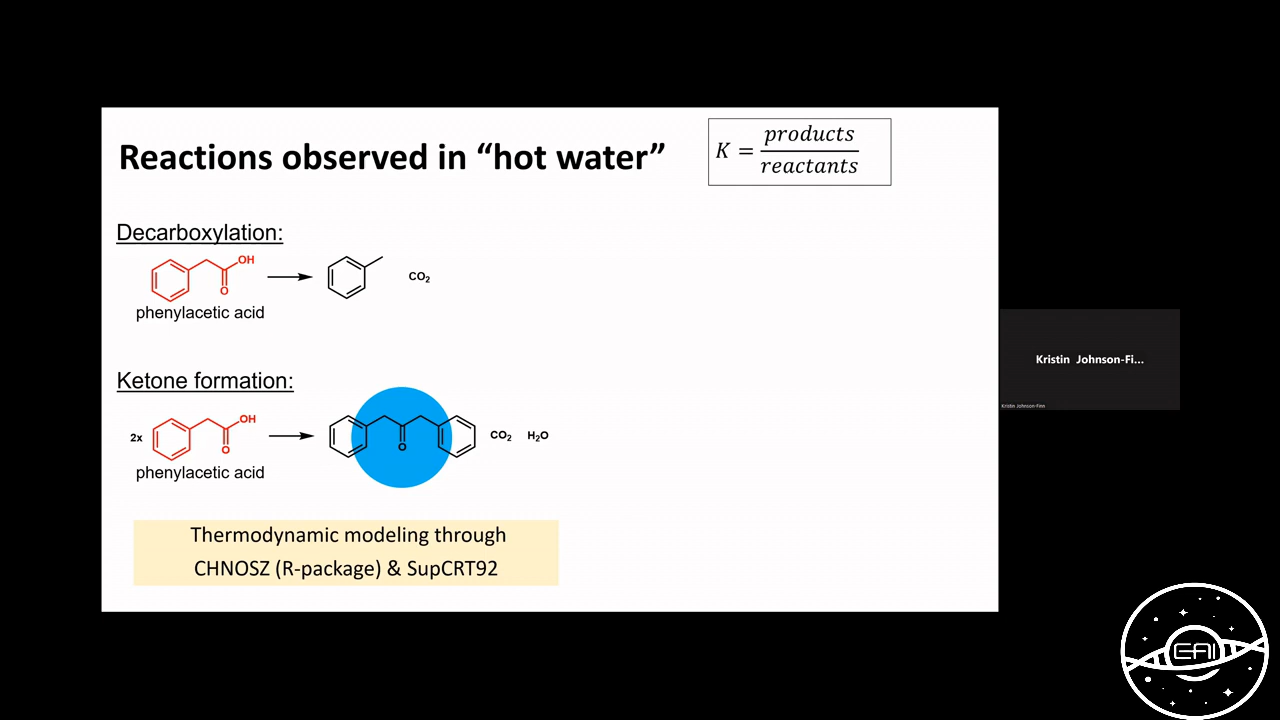 Reactions observed in “hot water”
K = products
reactants
Decarboxylation:
OH
O
CO₂
phenylacetic acid
Ketone formation:
2x
OH
O
O
CO₂ H₂O
phenylacetic acid
Thermodynamic modeling through
CHNOSZ (R-package) & SupCRT92
Kristin Johnson-Fi...
Kristin Johnson-Finn
EAI